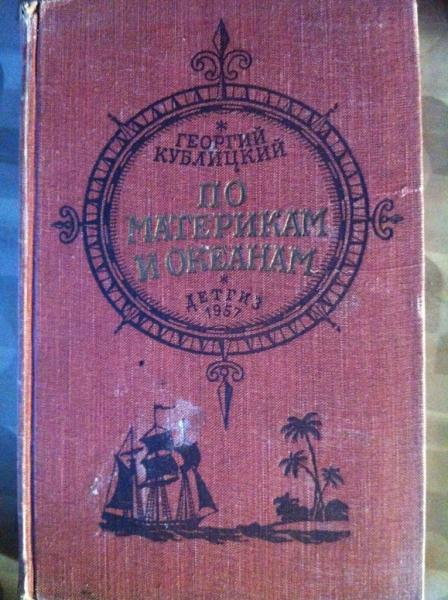 ГЕОРГИЙ
КУБЛИЦКИЙ
ПО
МАТЕРИКАМ
И ОКЕАНАМ
ДЕТГИЗ
1957